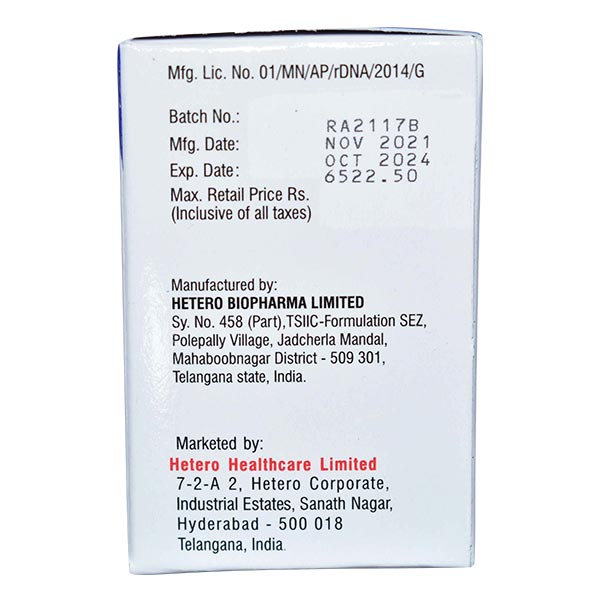 Mfg. Lic. No. 01/MN/AP/rDNA/2014/G
Batch No.: RA2117B
Mfg. Date: NOV 2021
Exp. Date: OCT 2024
Max. Retail Price Rs. 6522.50
(Inclusive of all taxes)
Manufactured by:
HETERO BIOPHARMA LIMITED
Sy. No. 458 (Part),TSIIC-Formulation SEZ,
Polepally Village, Jadcherla Mandal,
Mahaboobnagar District - 509 301,
Telangana state, India.
Marketed by:
Hetero Healthcare Limited
7-2-A 2, Hetero Corporate,
Industrial Estates, Sanath Nagar,
Hyderabad - 500 018
Telangana, India.